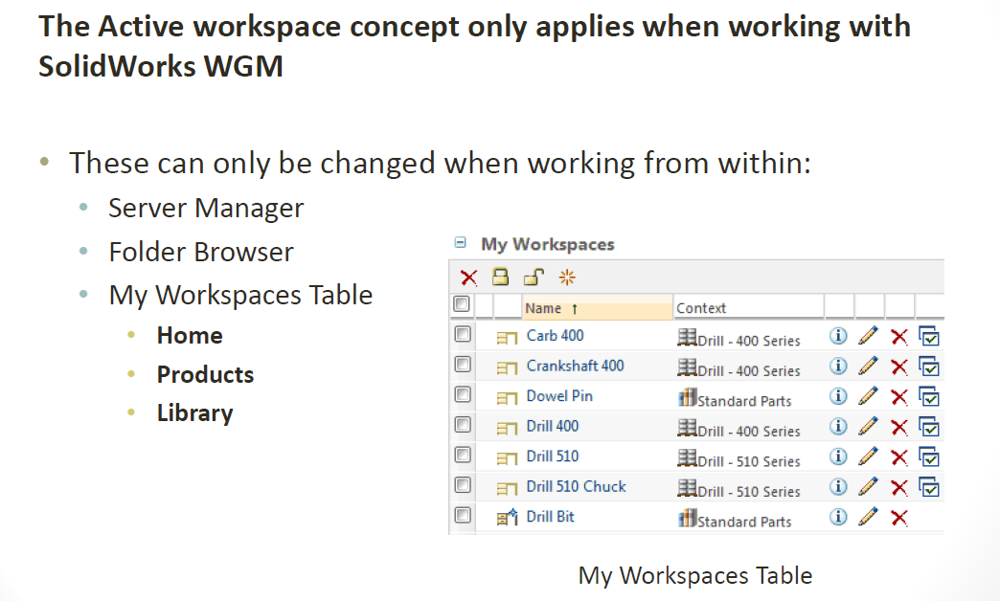 The Active workspace concept only applies when working with
SolidWorks WGM
• These can only be changed when working from within:
• Server Manager
• Folder Browser
• My Workspaces Table
• Home
• Products
• Library
My Workspaces
Name ↑ Context
Carb 400 Drill - 400 Series
Crankshaft 400 Drill - 400 Series
Dowel Pin Standard Parts
Drill 400 Drill - 400 Series
Drill 510 Drill - 510 Series
Drill 510 Chuck Drill - 510 Series
Drill Bit Standard Parts
My Workspaces Table